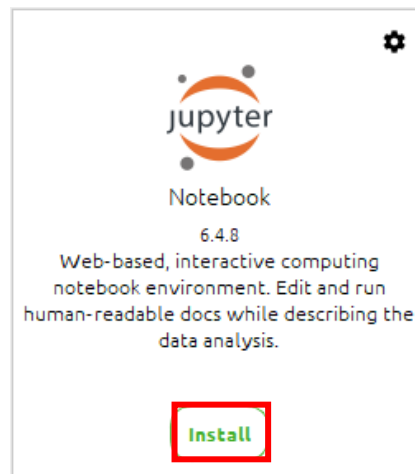 jupyter
Notebook
6.4.8
Web-based, interactive computing
notebook environment. Edit and run
human-readable docs while describing the
data analysis.
Install